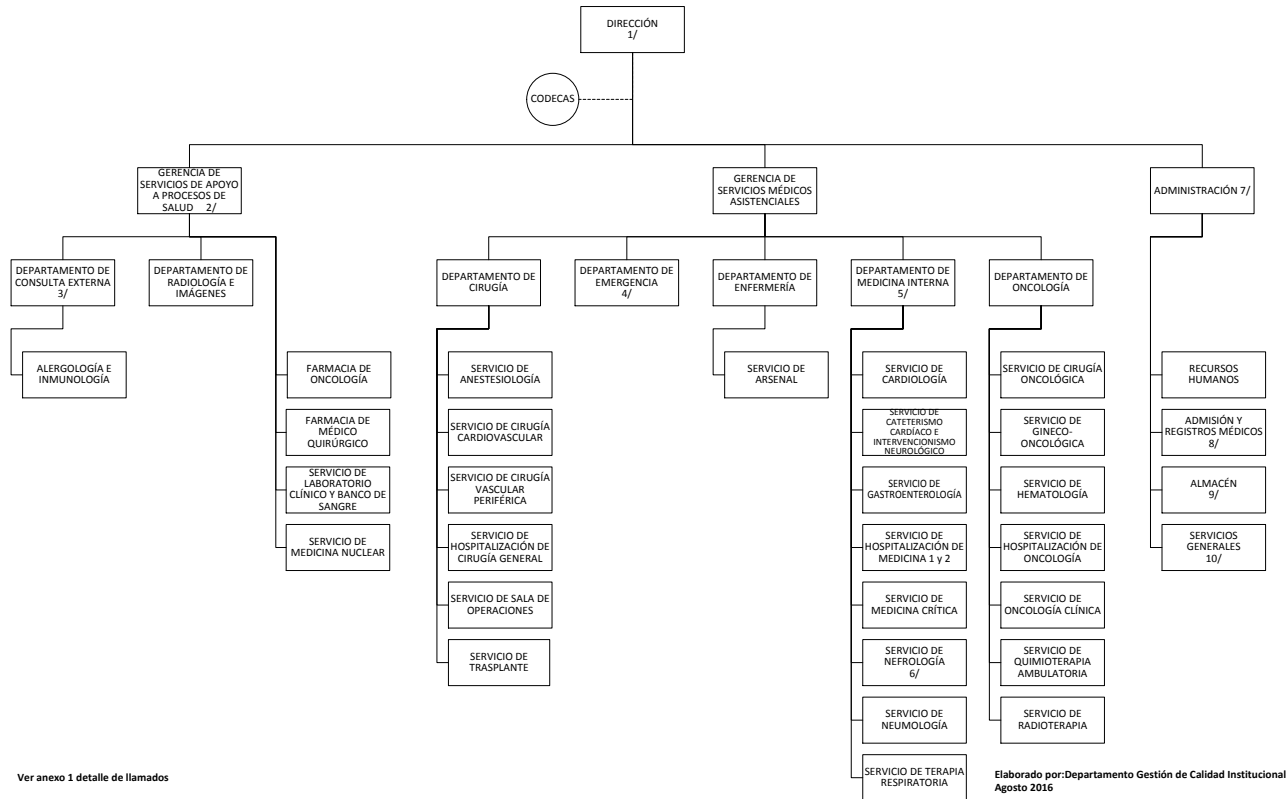 DIRECCIÓN
1/
CODECAS
GERENCIA DE
SERVICIOS DE APOYO
A PROCESOS DE
SALUD 2/
GERENCIA DE
SERVICIOS MÉDICOS
ASISTENCIALES
ADMINISTRACIÓN 7/
DEPARTAMENTO DE
CONSULTA EXTERNA
3/
DEPARTAMENTO DE
RADIOLOGÍA E
IMÁGENES
DEPARTAMENTO DE
CIRUGÍA
DEPARTAMENTO DE
EMERGENCIA
4/
DEPARTAMENTO DE
ENFERMERÍA
DEPARTAMENTO DE
MEDICINA INTERNA
5/
DEPARTAMENTO DE
ONCOLOGÍA
ALERGOLOGÍA E
INMUNOLOGÍA
FARMACIA DE
ONCOLOGÍA
FARMACIA DE
MÉDICO
QUIRÚRGICO
SERVICIO DE
LABORATORIO
CLÍNICO Y BANCO DE
SANGRE
SERVICIO DE
MEDICINA NUCLEAR
SERVICIO DE
ANESTESIOLOGÍA
SERVICIO DE CIRUGÍA
CARDIOVASCULAR
SERVICIO DE CIRUGÍA
VASCULAR
PERIFÉRICA
SERVICIO DE
HOSPITALIZACIÓN DE
CIRUGÍA GENERAL
SERVICIO DE SALA DE
OPERACIONES
SERVICIO DE
TRASPLANTE
SERVICIO DE
ARSENAL
SERVICIO DE
CARDIOLOGÍA
SERVICIO DE
CATETERISMO
CARDÍACO E
INTERVENCIONISMO
NEUROLÓGICO
SERVICIO DE
GASTROENTEROLOGÍA
SERVICIO DE
HOSPITALIZACIÓN DE
MEDICINA 1 y 2
SERVICIO DE
MEDICINA CRÍTICA
SERVICIO DE
NEFROLOGÍA
6/
SERVICIO DE
NEUMOLOGÍA
SERVICIO DE TERAPIA
RESPIRATORIA
SERVICIO DE CIRUGÍA
ONCOLÓGICA
SERVICIO DE
GINECO-
ONCOLÓGICA
SERVICIO DE
HEMATOLOGÍA
SERVICIO DE
HOSPITALIZACIÓN DE
ONCOLOGÍA
SERVICIO DE
ONCOLOGÍA CLÍNICA
SERVICIO DE
QUIMIOTERAPIA
AMBULATORIA
SERVICIO DE
RADIOTERAPIA
RECURSOS
HUMANOS
ADMISIÓN Y
REGISTROS MÉDICOS
8/
ALMACÉN
9/
SERVICIOS
GENERALES
10/
Ver anexo 1 detalle de llamados
Elaborado por:Departamento Gestión de Calidad Institucional
Agosto 2016